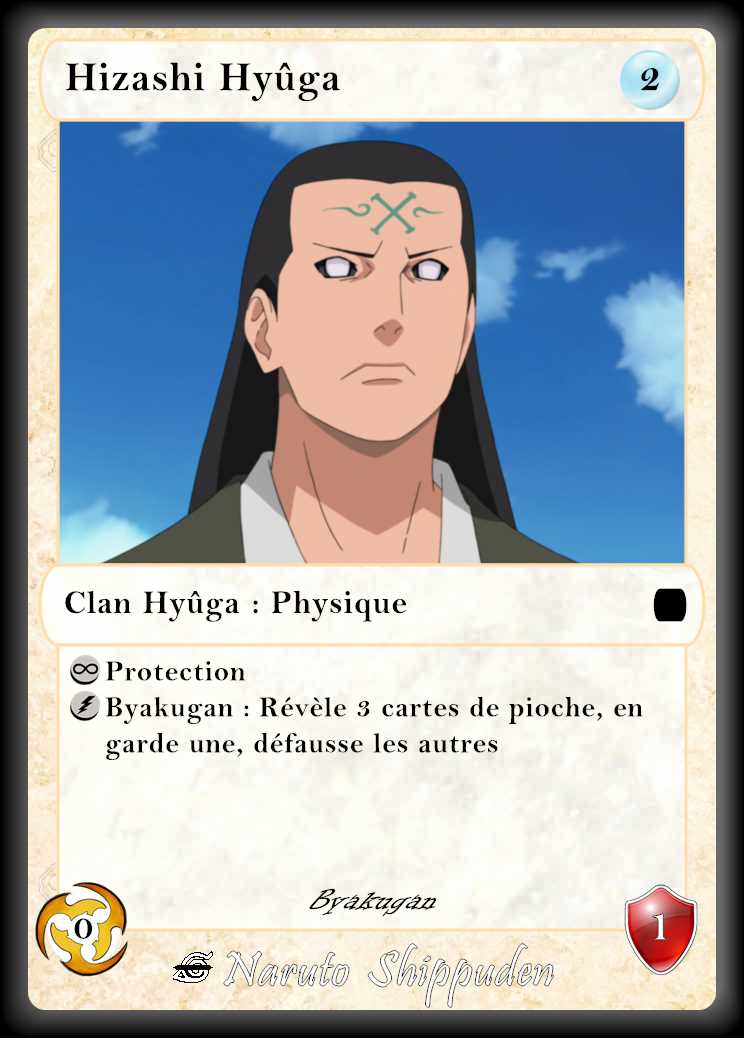 Hizashi Hyûga
2
Clan Hyûga : Physique
Protection
Byakugan : Révèle 3 cartes de pioche, en
garde une, défausse les autres
Byakugan
0
1
Naruto Shippuden